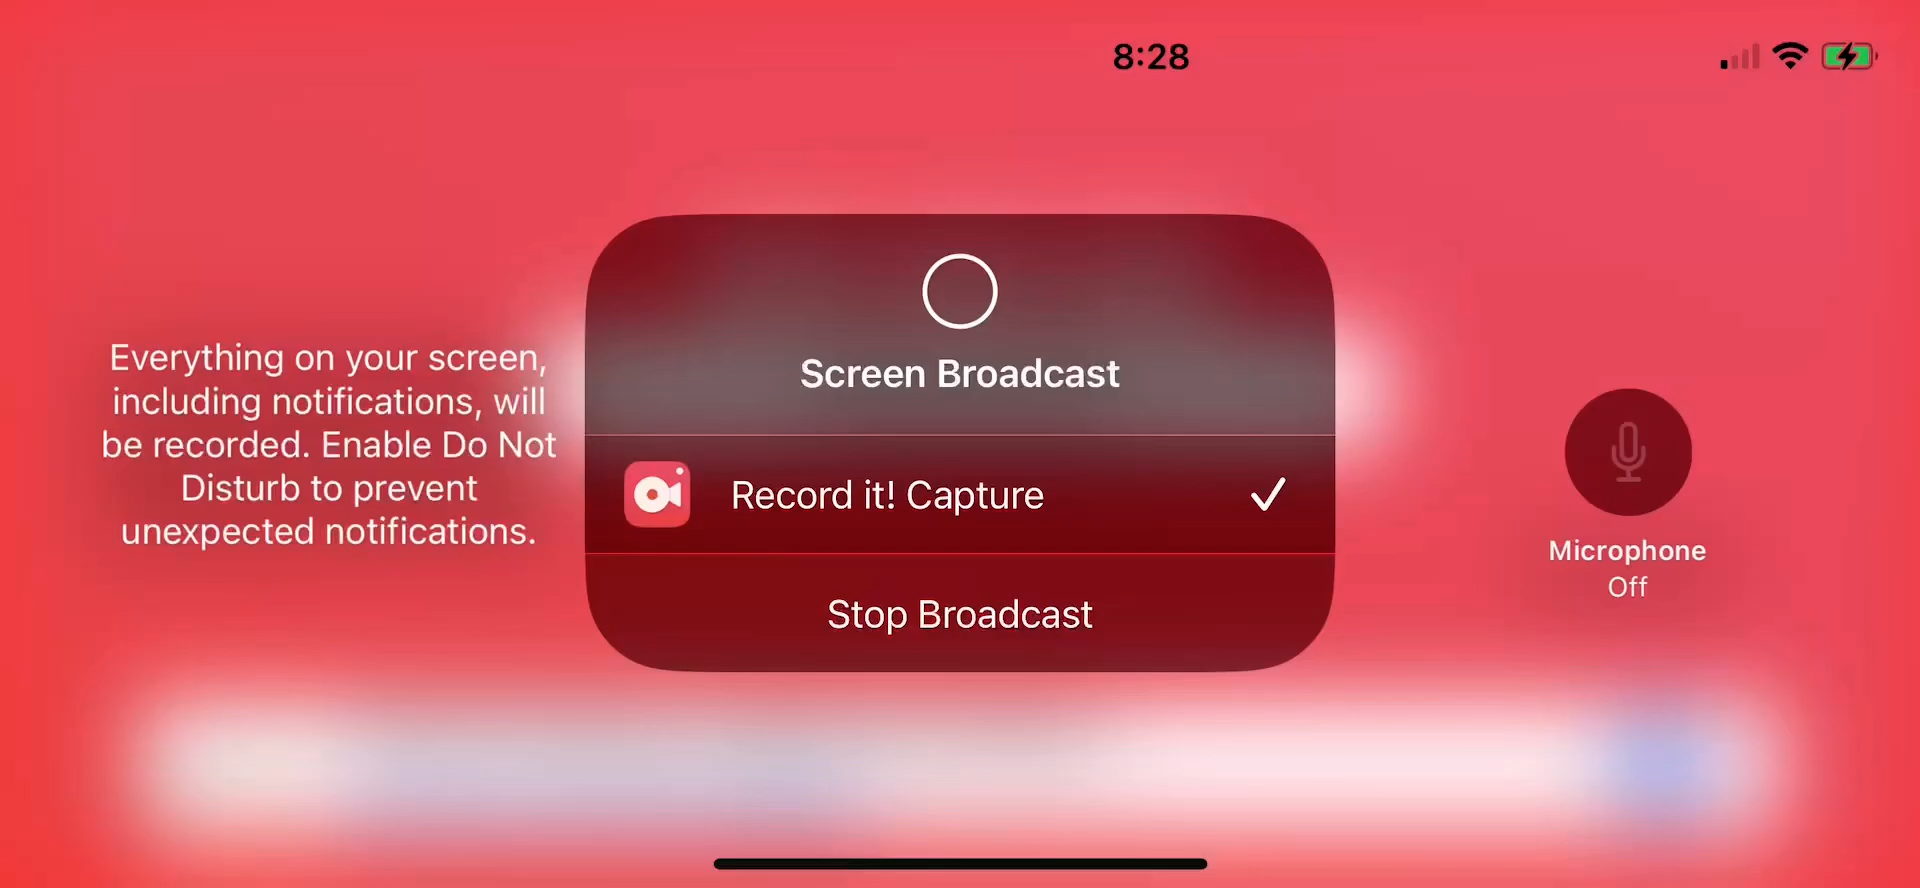 8:28
Everything on your screen,
including notifications, will
be recorded. Enable Do Not
Disturb to prevent
unexpected notifications.
Screen Broadcast
Record it! Capture
Stop Broadcast
Microphone
Off